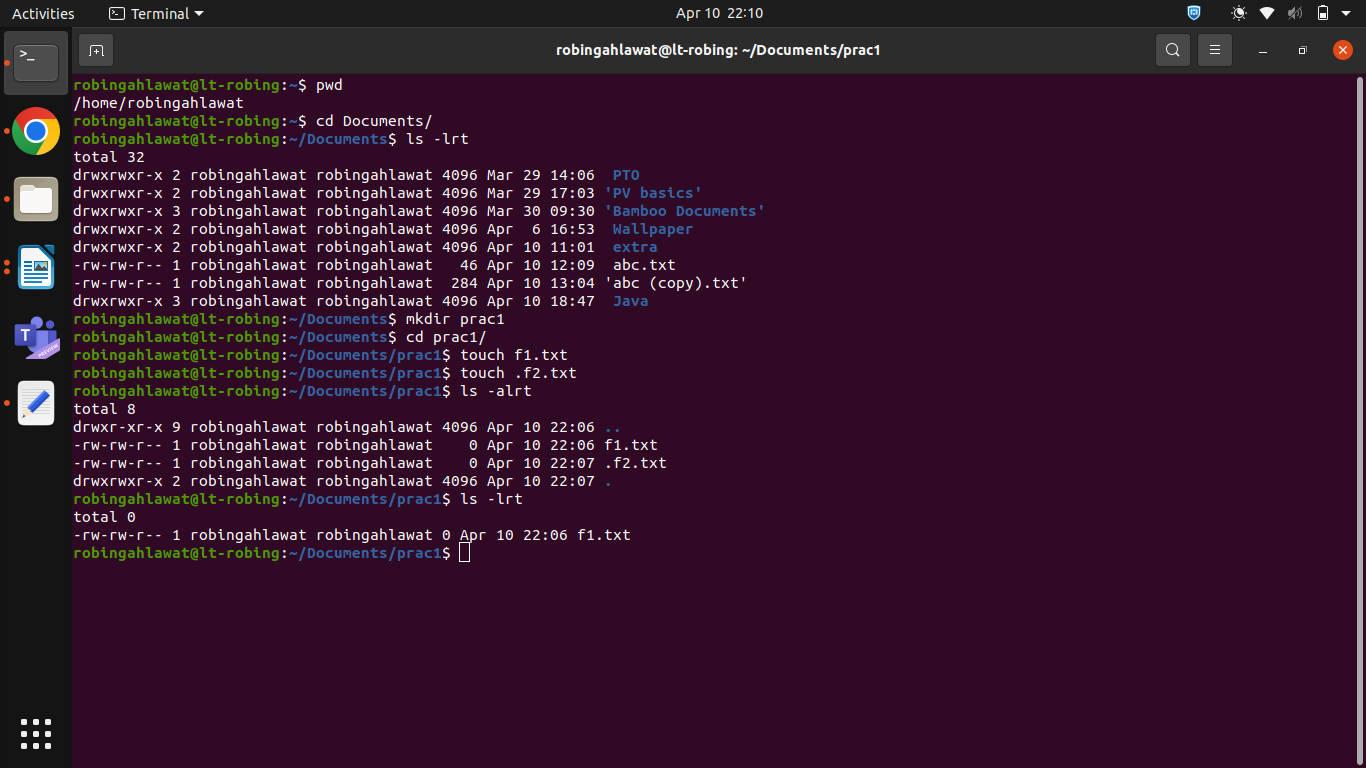 Activities
Terminal
Apr 10 22:10
robingahlawat@lt-robing: ~/Documents/prac1
robingahlawat@lt-robing:~$ pwd
/home/robingahlawat
robingahlawat@lt-robing:~$ cd Documents/
robingahlawat@lt-robing:~/Documents$ ls -lrt
total 32
drwxrwxr-x 2 robingahlawat robingahlawat 4096 Mar 29 14:06  PTO
drwxrwxr-x 2 robingahlawat robingahlawat 4096 Mar 29 17:03 'PV basics'
drwxrwxr-x 3 robingahlawat robingahlawat 4096 Mar 30 09:30 'Bamboo Documents'
drwxrwxr-x 2 robingahlawat robingahlawat 4096 Apr  6 16:53  Wallpaper
drwxrwxr-x 2 robingahlawat robingahlawat 4096 Apr 10 11:01  extra
-rw-rw-r-- 1 robingahlawat robingahlawat   46 Apr 10 12:09  abc.txt
-rw-rw-r-- 1 robingahlawat robingahlawat  284 Apr 10 13:04 'abc (copy).txt'
drwxrwxr-x 3 robingahlawat robingahlawat 4096 Apr 10 18:47  Java
robingahlawat@lt-robing:~/Documents$ mkdir prac1
robingahlawat@lt-robing:~/Documents$ cd prac1/
robingahlawat@lt-robing:~/Documents/prac1$ touch f1.txt
robingahlawat@lt-robing:~/Documents/prac1$ touch .f2.txt
robingahlawat@lt-robing:~/Documents/prac1$ ls -alrt
total 8
drwxr-xr-x 9 robingahlawat robingahlawat 4096 Apr 10 22:06 ..
-rw-rw-r-- 1 robingahlawat robingahlawat    0 Apr 10 22:06 f1.txt
-rw-rw-r-- 1 robingahlawat robingahlawat    0 Apr 10 22:07 .f2.txt
drwxrwxr-x 2 robingahlawat robingahlawat 4096 Apr 10 22:07 .
robingahlawat@lt-robing:~/Documents/prac1$ ls -lrt
total 0
-rw-rw-r-- 1 robingahlawat robingahlawat 0 Apr 10 22:06 f1.txt
robingahlawat@lt-robing:~/Documents/prac1$
T
PREVIEW